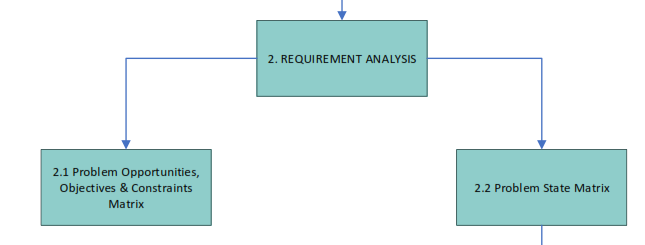 2. REQUIREMENT ANALYSIS
2.1 Problem Opportunities,
Objectives & Constraints
Matrix
2.2 Problem State Matrix